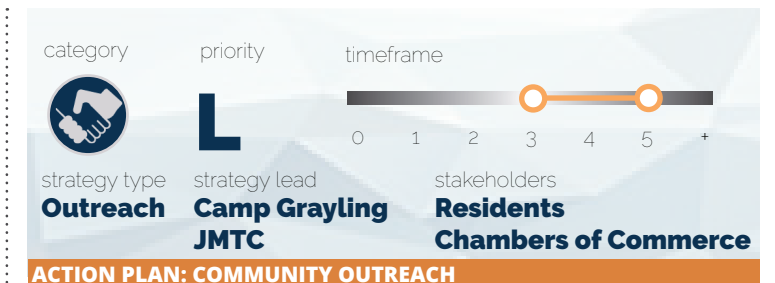 category priority timeframe
L
0 1 2 3 4 5 +
strategy type strategy lead stakeholders
Outreach Camp Grayling Residents
JMTC Chambers of Commerce
ACTION PLAN: COMMUNITY OUTREACH